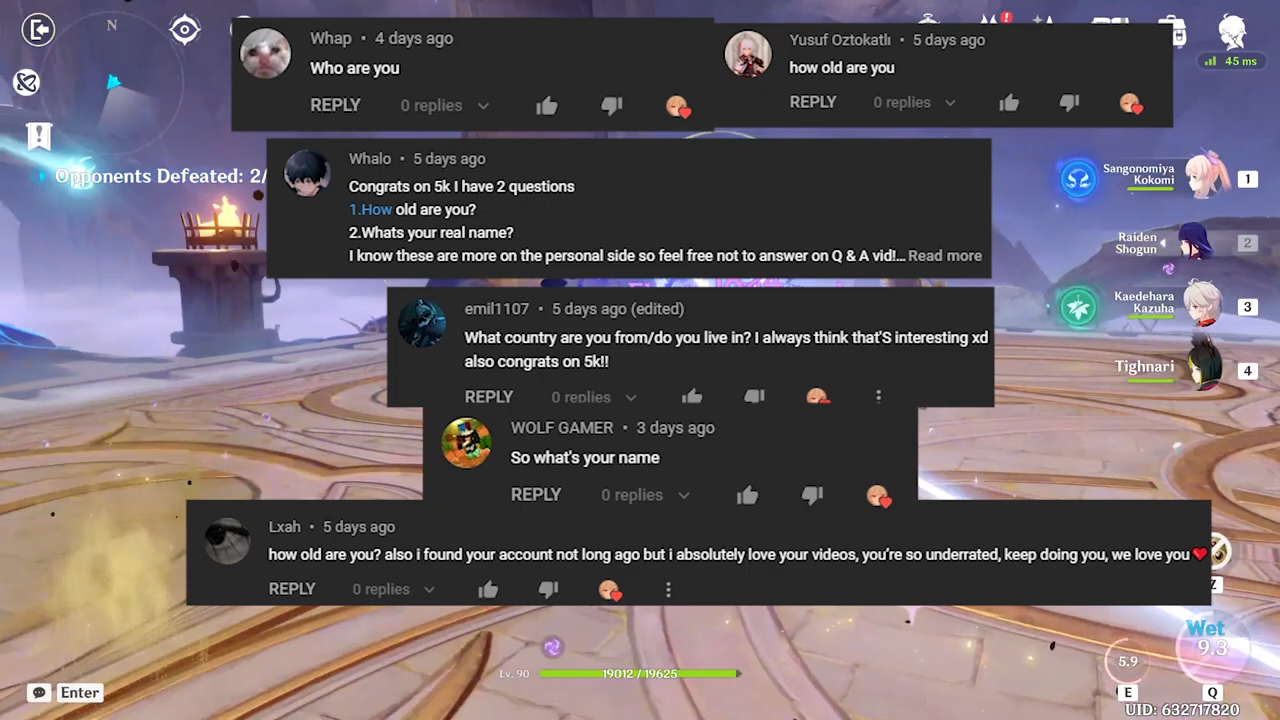 N
45 ms
Whap • 4 days ago
Who are you
REPLY 0 replies
Yusuf Oztokatlı • 5 days ago
how old are you
REPLY 0 replies
Opponents Defeated: 2/
Whalo • 5 days ago
Congrats on 5k I have 2 questions
1.How old are you?
2.Whats your real name?
I know these are more on the personal side so feel free not to answer on Q & A vid!... Read more
Sangonomiya
Kokomi
1
Raiden
Shogun
2
Kaedehara
Kazuha
3
Tighnari
4
emil1107 • 5 days ago (edited)
What country are you from/do you live in? I always think that'S interesting xd
also congrats on 5k!!
REPLY 0 replies
WOLF GAMER • 3 days ago
So what's your name
REPLY 0 replies
Lxah • 5 days ago
how old are you? also i found your account not long ago but i absolutely love your videos, you're so underrated, keep doing you, we love you ❤
REPLY 0 replies
Z
Wet
9.3
5.9
Lv. 90 19012 / 19625
Enter
E
Q
UID: 632717820